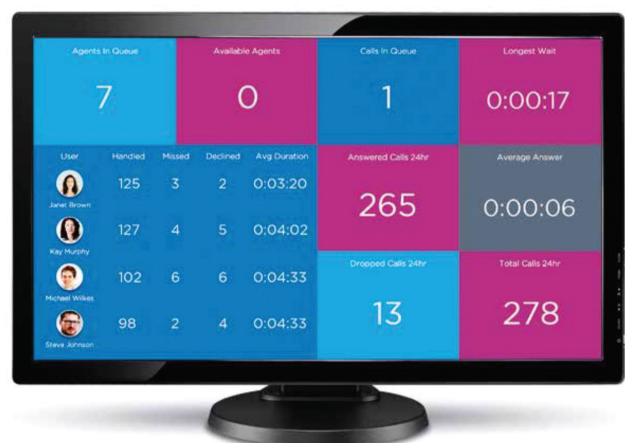 Agents In Queue Available Agents Calls In Queue Longest Wait
7 0 1 0:00:17
User Handled Missed Declined Avg Duration
125 3 2 0:03:20
Janet Brown
127 4 5 0:04:02
Kay Murphy
102 6 6 0:04:33
Michael Wilkes
98 2 4 0:04:33
Steve Johnson
Answered Calls 24hr Average Answer
265 0:00:06
Dropped Calls 24hr Total Calls 24hr
13 278